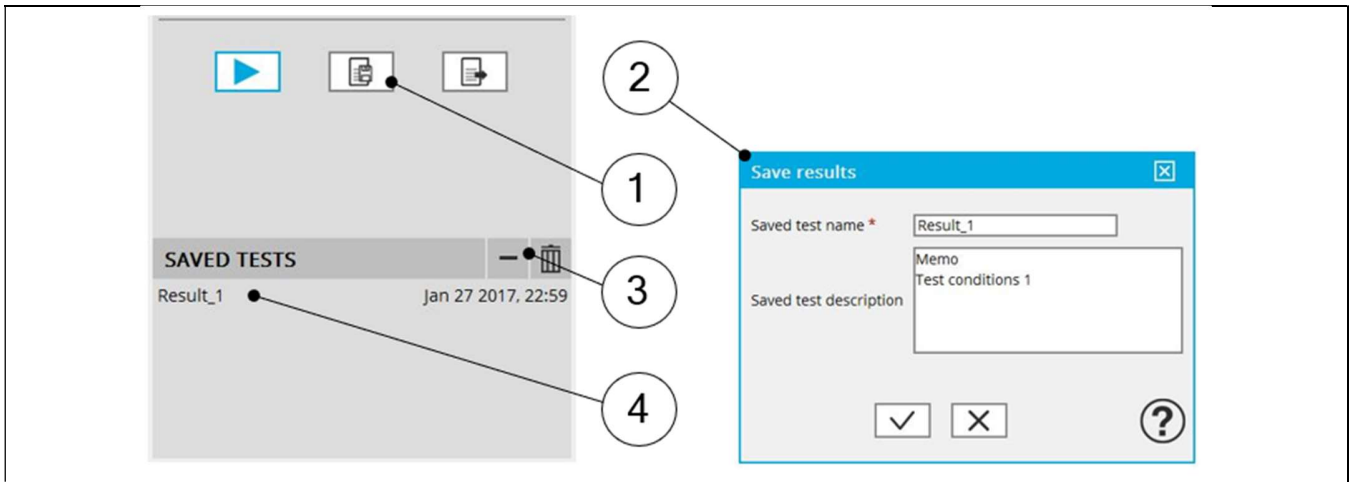 2
1
SAVED TESTS
3
Result_1 Jan 27 2017, 22:59
4
Save results
Saved test name * Result_1
Saved test description
Memo
Test conditions 1
?